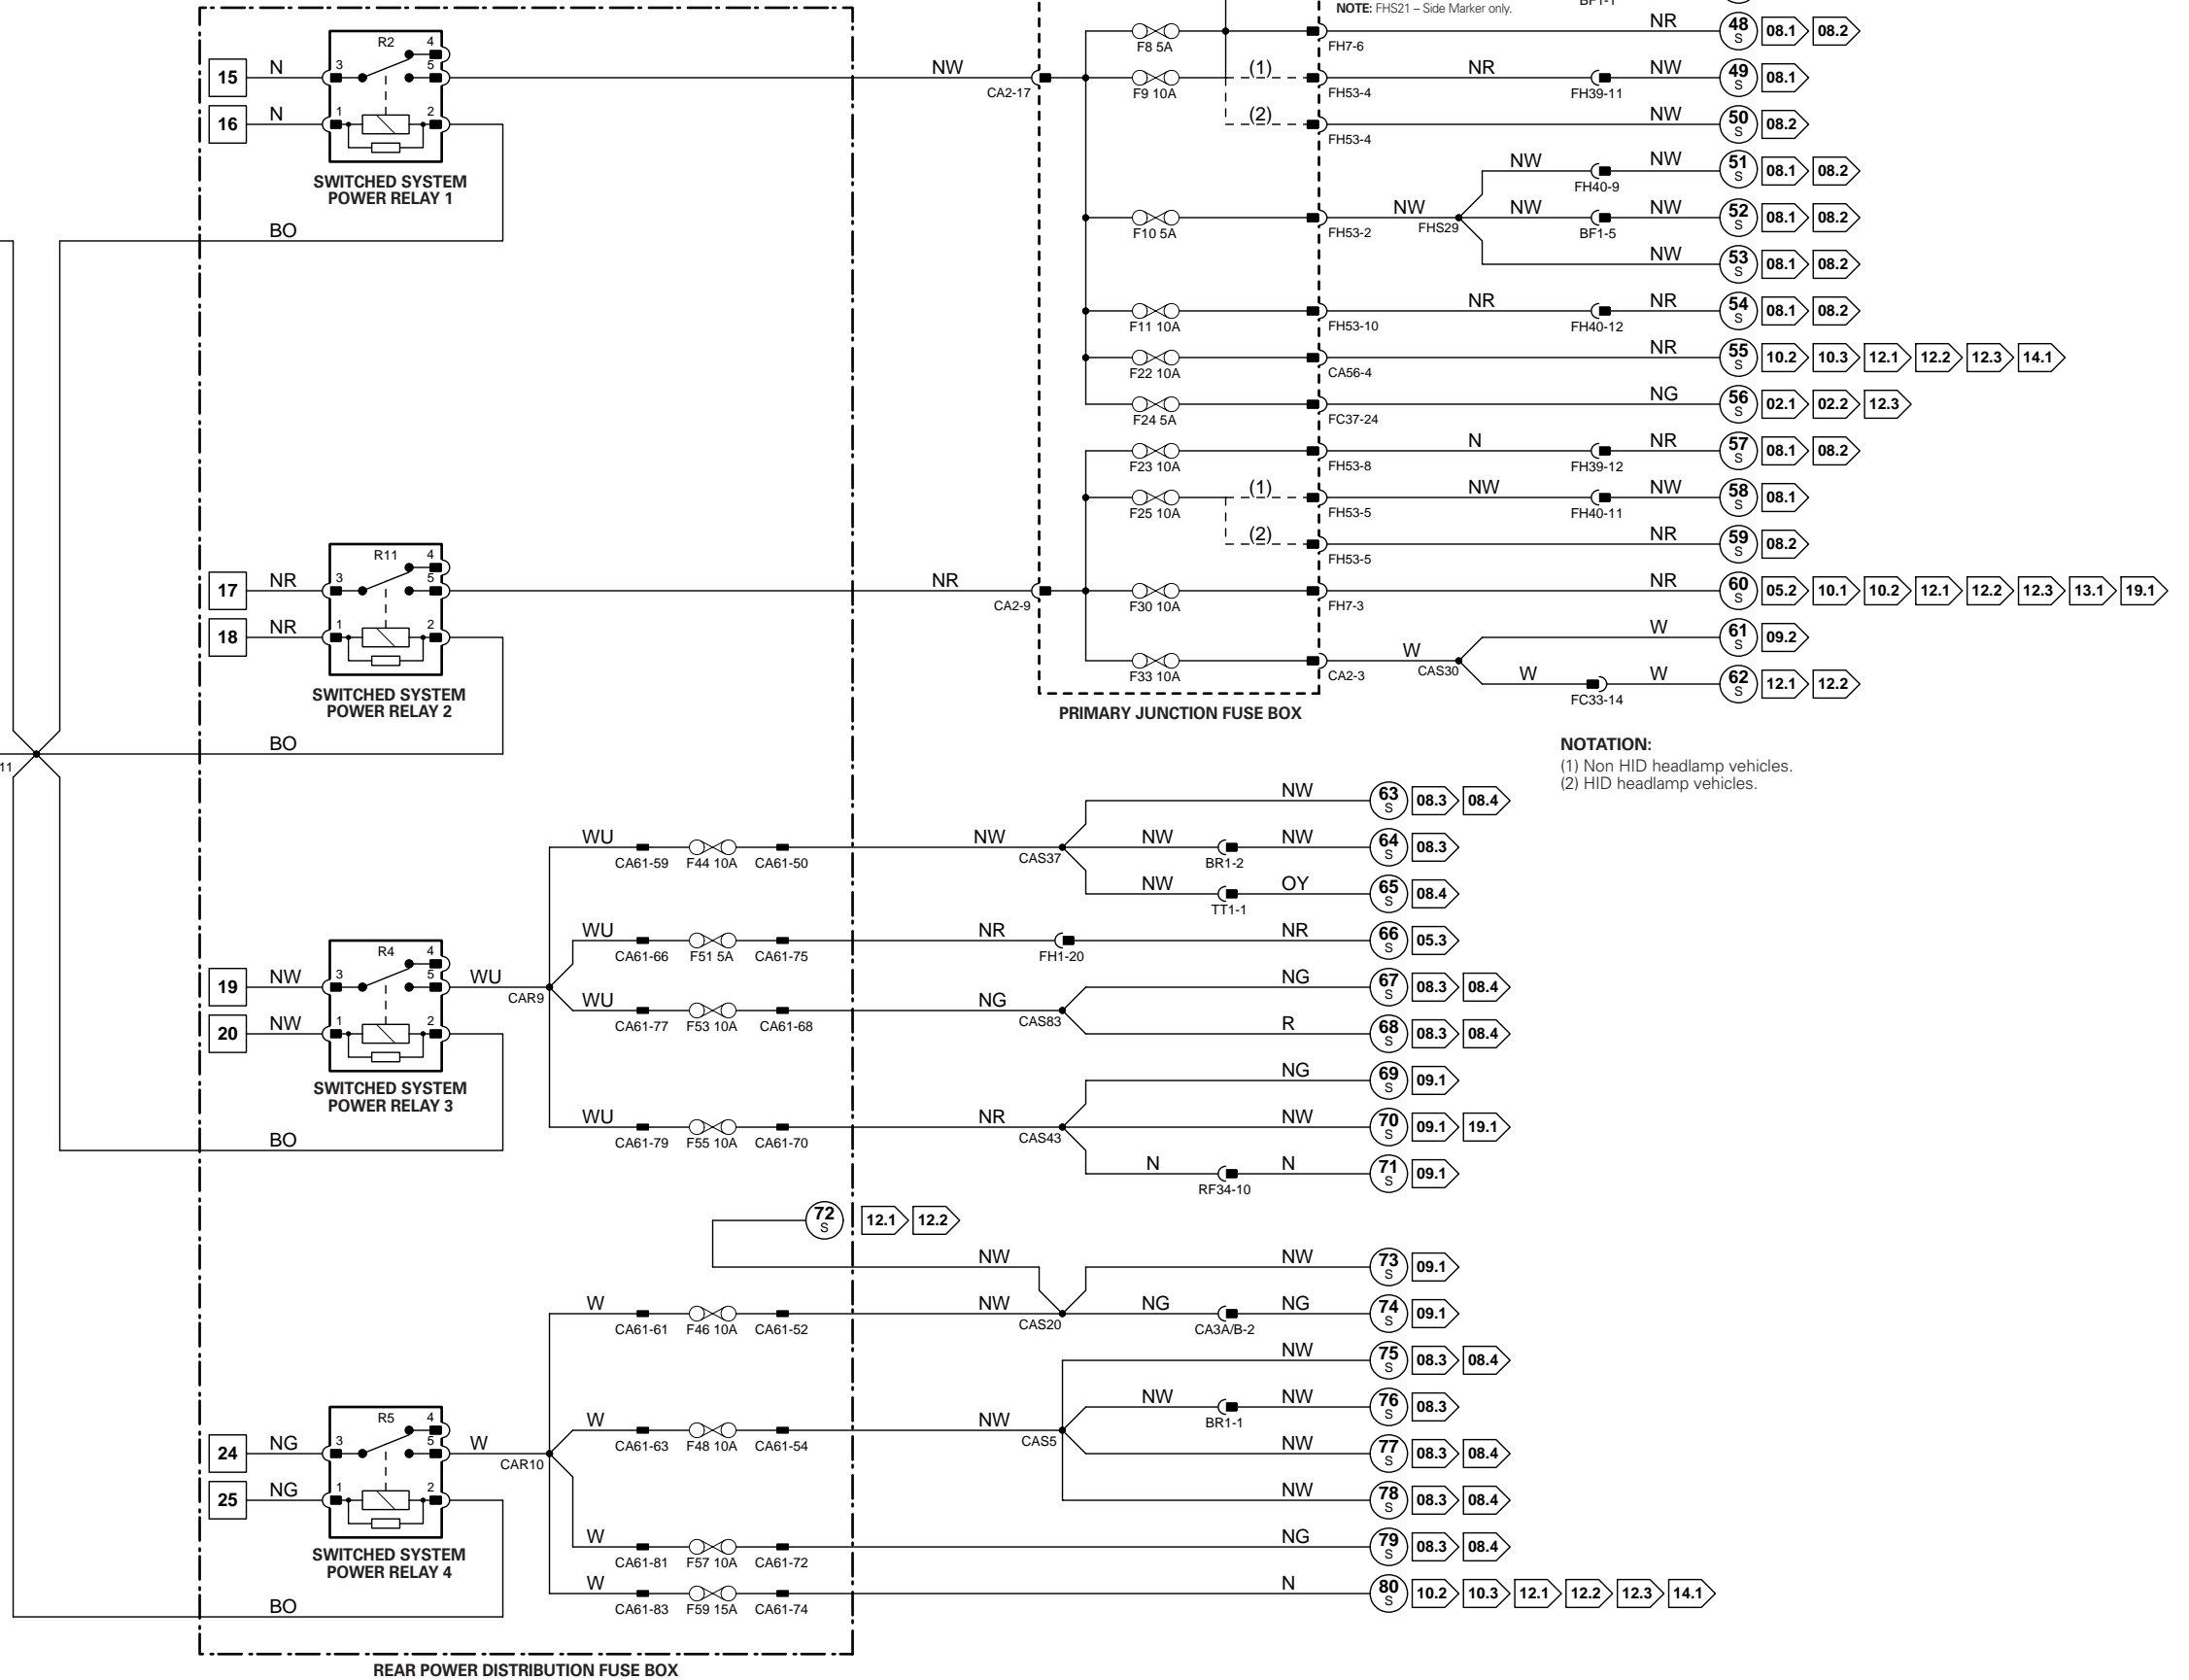 NOTE: FHS21 – Side Marker only.
R2
4
3
5
1
2
15 N
16 N
SWITCHED SYSTEM
POWER RELAY 1
BO
NW
CA2-17
F8 5A
FH7-6
NR
48 S 08.1 08.2
F9 10A
(1)
FH53-4
NR
FH39-11
NW
49 S 08.1
(2)
FH53-4
NW
50 S 08.2
NW
FH40-9
NW
51 S 08.1 08.2
F10 5A
FH53-2
NW
FHS29
NW
BF1-5
NW
52 S 08.1 08.2
NW
53 S 08.1 08.2
F11 10A
FH53-10
NR
FH40-12
NR
54 S 08.1 08.2
F22 10A
CA56-4
NR
55 S 10.2 10.3 12.1 12.2 12.3 14.1
F24 5A
FC37-24
NG
56 S 02.1 02.2 12.3
F23 10A
FH53-8
N
FH39-12
NR
57 S 08.1 08.2
F25 10A
(1)
FH53-5
NW
FH40-11
NW
58 S 08.1
(2)
FH53-5
NR
59 S 08.2
R11
4
3
5
1
2
17 NR
18 NR
SWITCHED SYSTEM
POWER RELAY 2
BO
NR
CA2-9
F30 10A
FH7-3
NR
60 S 05.2 10.1 10.2 12.1 12.2 12.3 13.1 19.1
F33 10A
CA2-3
W
CAS30
W
61 S 09.2
W
FC33-14
W
62 S 12.1 12.2
PRIMARY JUNCTION FUSE BOX
NOTATION:
(1) Non HID headlamp vehicles.
(2) HID headlamp vehicles.
11
R4
4
3
5
1
2
19 NW
20 NW
SWITCHED SYSTEM
POWER RELAY 3
BO
WU
CAR9
WU
CA61-59 F44 10A CA61-50
NW
CAS37
NW
63 S 08.3 08.4
NW
BR1-2
NW
64 S 08.3
NW
TT1-1
OY
65 S 08.4
WU
CA61-66 F51 5A CA61-75
NR
FH1-20
NR
66 S 05.3
WU
CA61-77 F53 10A CA61-68
NG
CAS83
NG
67 S 08.3 08.4
R
68 S 08.3 08.4
WU
CA61-79 F55 10A CA61-70
NR
CAS43
NG
69 S 09.1
NW
70 S 09.1 19.1
N
RF34-10
N
71 S 09.1
72 S 12.1 12.2
NW
NW
73 S 09.1
W
CA61-61 F46 10A CA61-52
NW
CAS20
NG
CA3A/B-2
NG
74 S 09.1
R5
4
3
5
1
2
24 NG
25 NG
SWITCHED SYSTEM
POWER RELAY 4
BO
W
CAR10
W
CA61-63 F48 10A CA61-54
NW
CAS5
NW
75 S 08.3 08.4
NW
BR1-1
NW
76 S 08.3
NW
77 S 08.3 08.4
NW
78 S 08.3 08.4
W
CA61-81 F57 10A CA61-72
NG
79 S 08.3 08.4
W
CA61-83 F59 15A CA61-74
N
80 S 10.2 10.3 12.1 12.2 12.3 14.1
REAR POWER DISTRIBUTION FUSE BOX